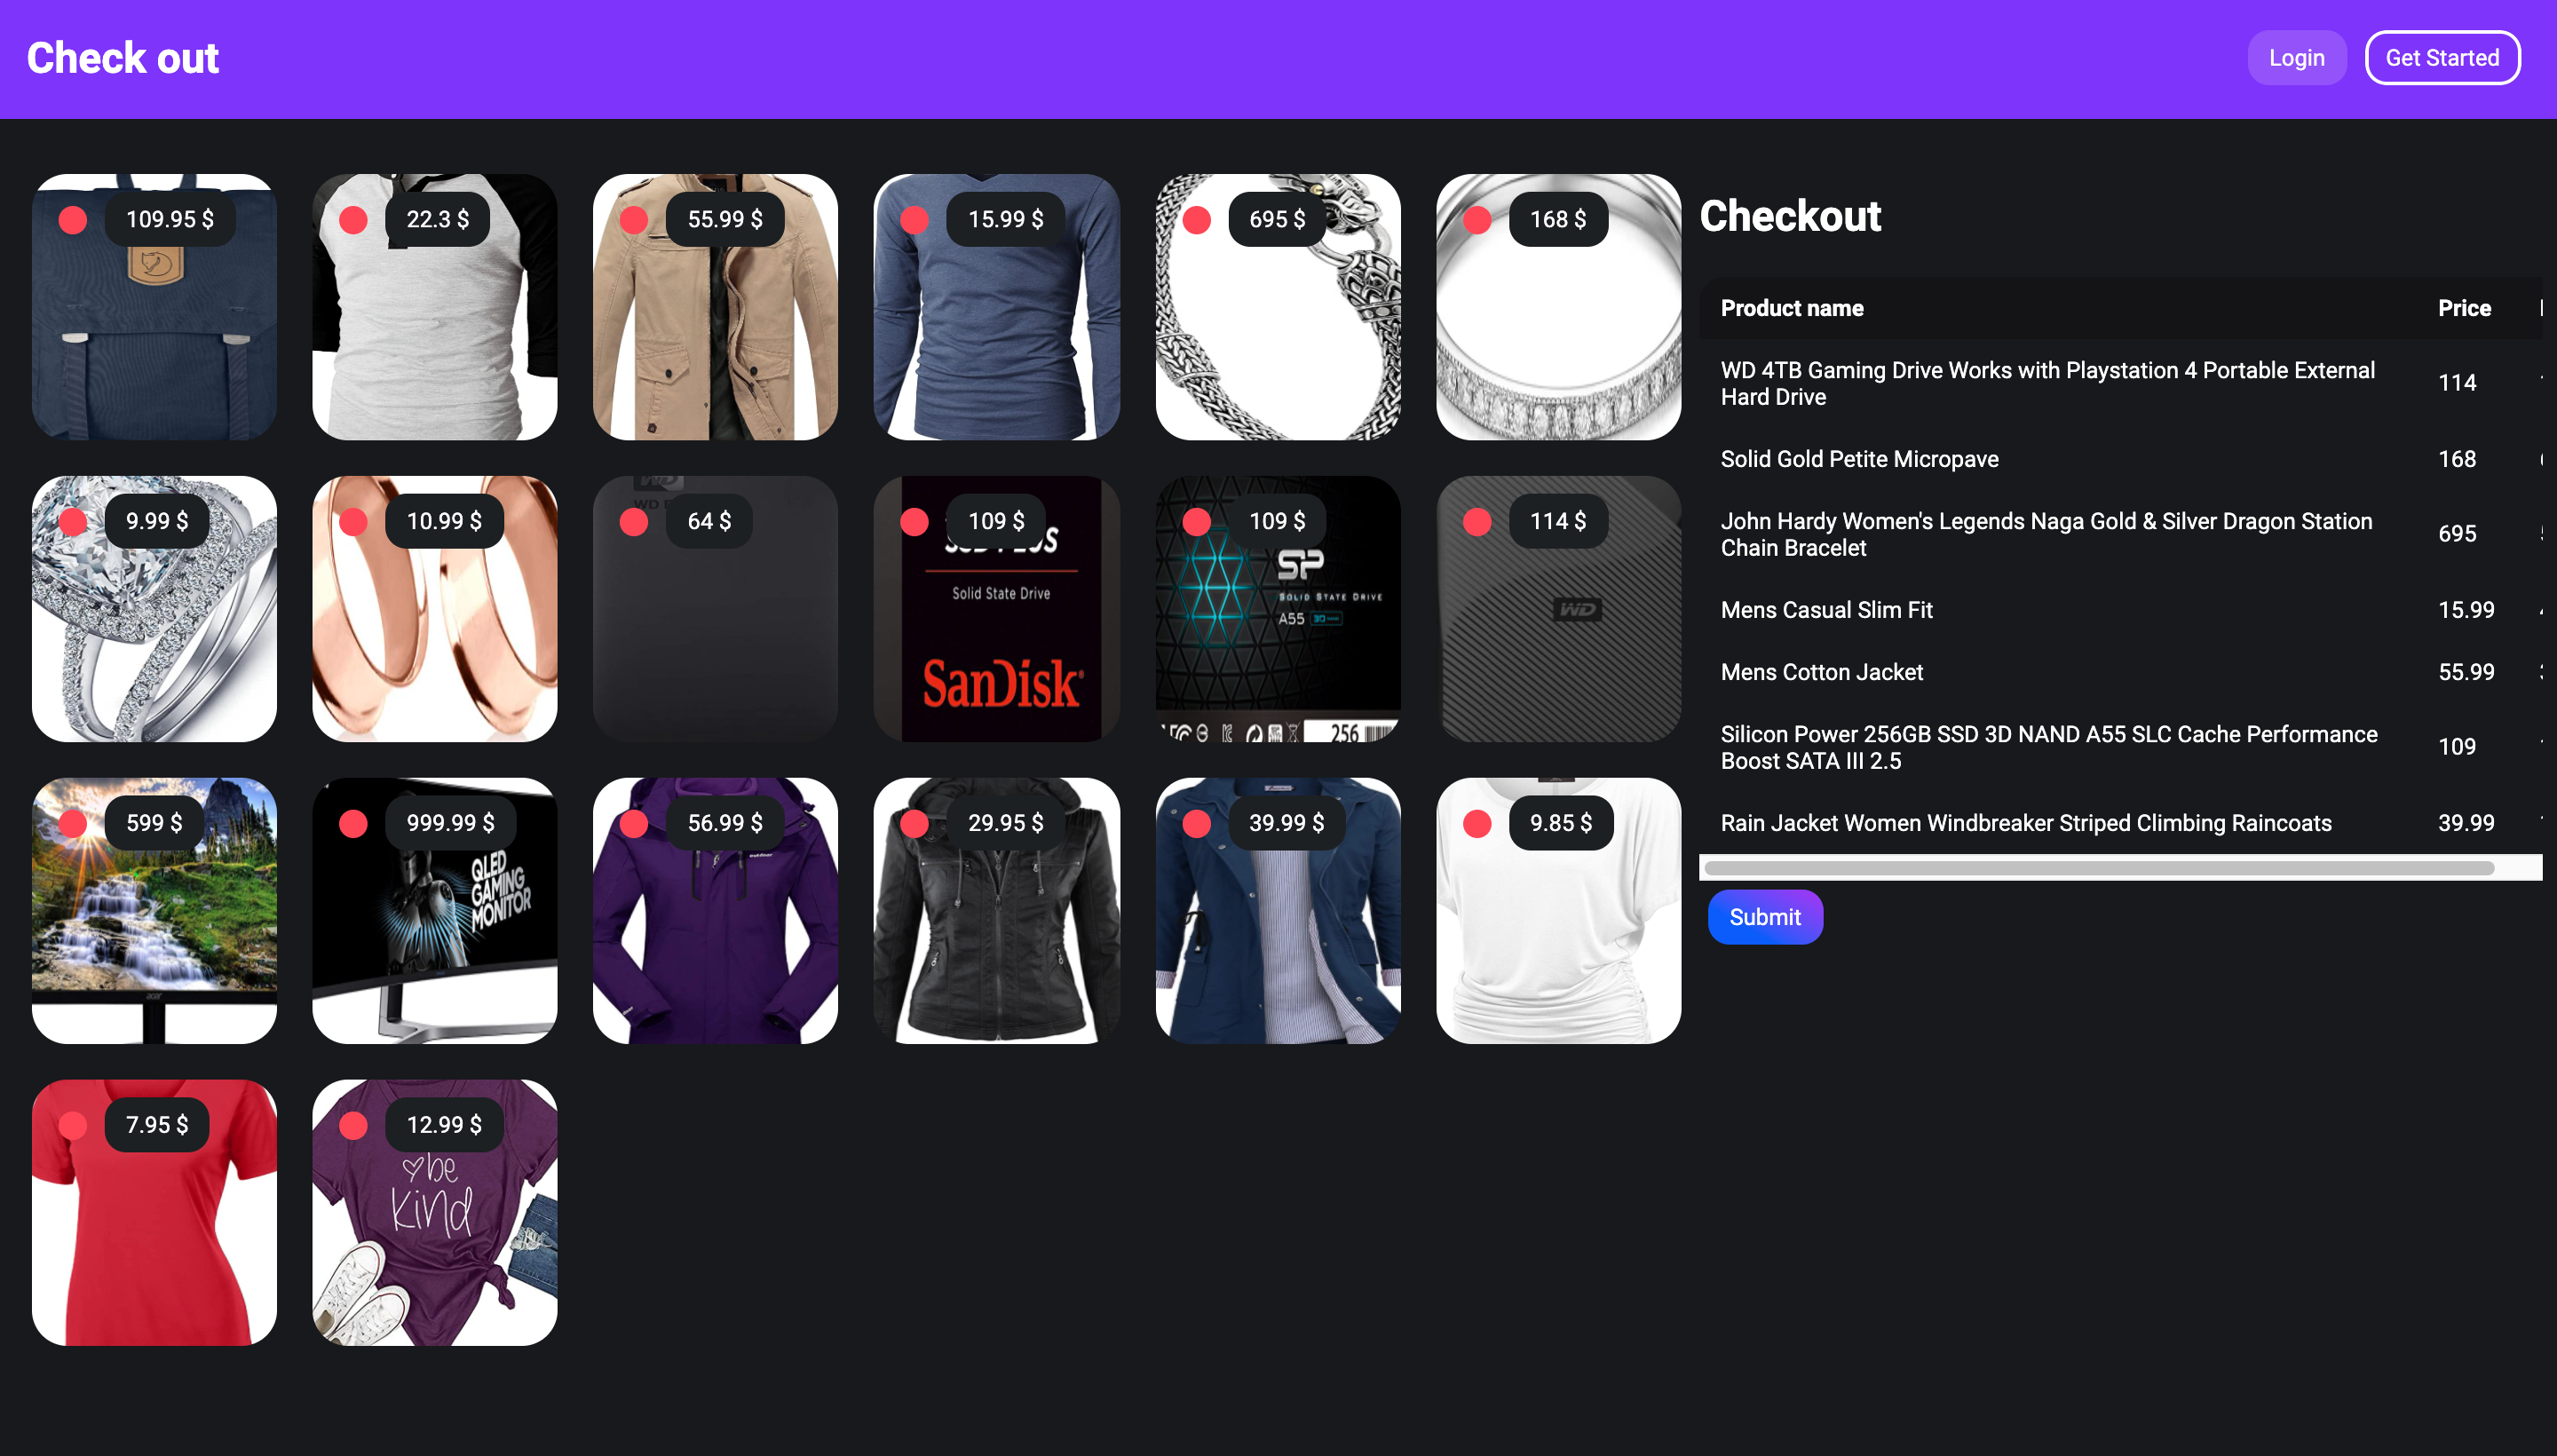 Check out
Login
Get Started
109.95 $
22.3 $
55.99 $
15.99 $
695 $
168 $
9.99 $
10.99 $
WD
64 $
109 $
Solid State Drive
SanDisk
109 $
SP
SOLID STATE DRIVE
A55 3D
256
114 $
WD
599 $
acer
999.99 $
QLED
GAMING
MONITOR
56.99 $
outdoor
29.95 $
39.99 $
9.85 $
7.95 $
12.99 $
be
Kind
Checkout
Product name Price
WD 4TB Gaming Drive Works with Playstation 4 Portable External
Hard Drive
114
Solid Gold Petite Micropave 168
John Hardy Women's Legends Naga Gold & Silver Dragon Station
Chain Bracelet
695
Mens Casual Slim Fit 15.99
Mens Cotton Jacket 55.99
Silicon Power 256GB SSD 3D NAND A55 SLC Cache Performance
Boost SATA III 2.5
109
Rain Jacket Women Windbreaker Striped Climbing Raincoats 39.99
Submit